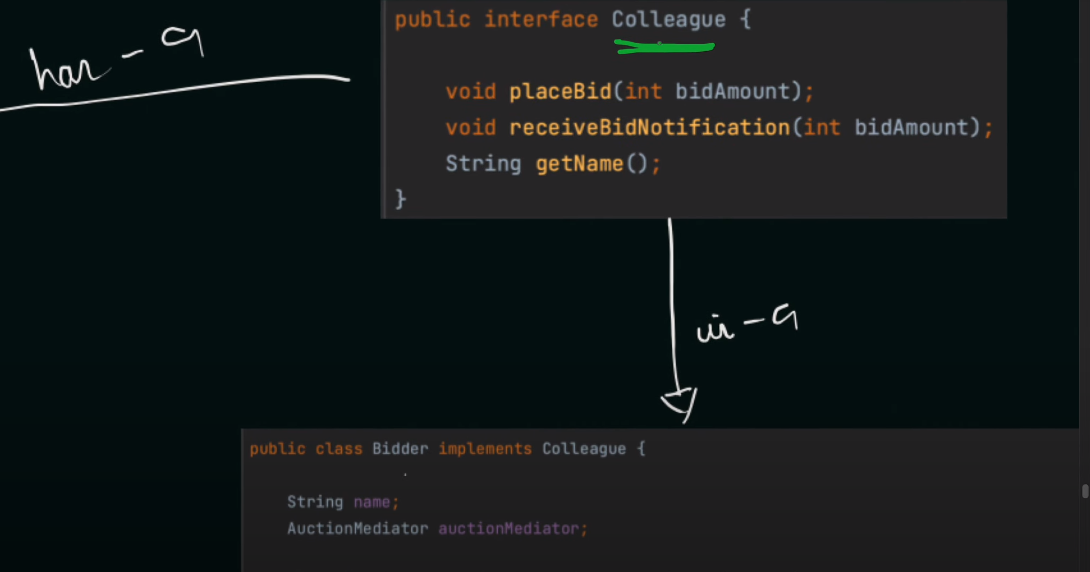 has-a
public interface Colleague {
void placeBid(int bidAmount);
void receiveBidNotification(int bidAmount);
String getName();
}
is-a
public class Bidder implements Colleague {
String name;
AuctionMediator auctionMediator;